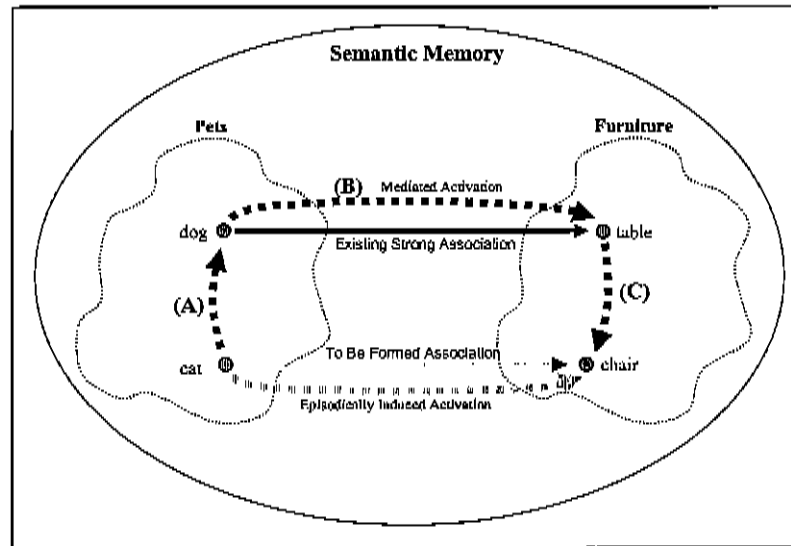 Semantic Memory
Pets
Furniture
(B) Mediated Activation
dog
table
Existing Strong Association
(A)
(C)
To Be Formed Association
cat
chair
Episodically Induced Activation